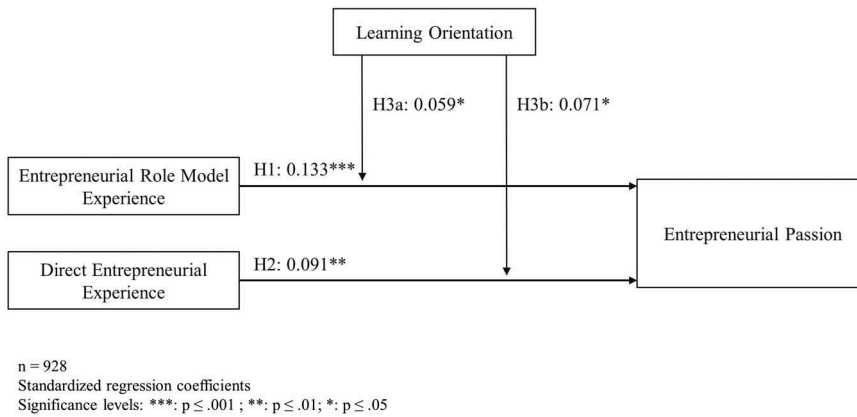 Learning Orientation
H3a: 0.059*
H3b: 0.071*
H1: 0.133***
Entrepreneurial Role Model
Experience
Entrepreneurial Passion
H2: 0.091**
Direct Entrepreneurial
Experience
n = 928
Standardized regression coefficients
Significance levels: ***: p ≤ .001 ; **: p ≤ .01; *: p ≤ .05